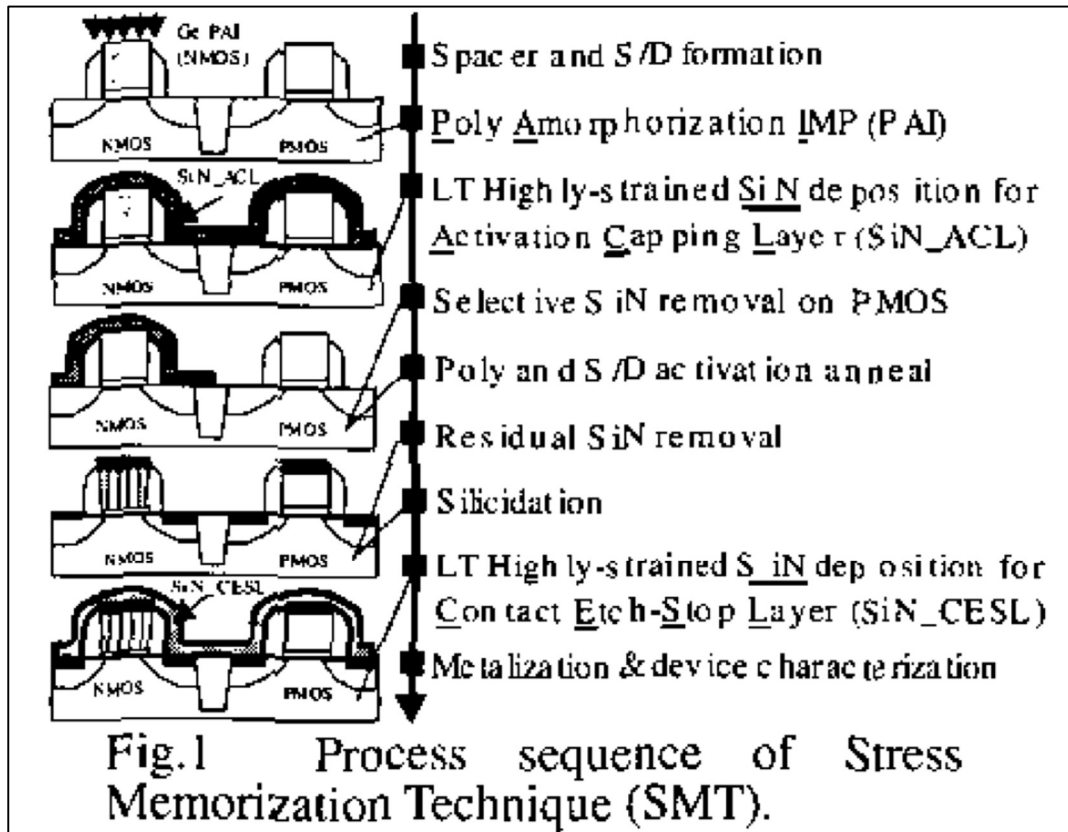 Ge PAI
(NMOS)
NMOS
PMOS
Spacer and S/D formation
Poly Amorphorization IMP (PAI)
SiN_ACL
NMOS
PMOS
LT Highly-strained SiN deposition for
Activation Capping Layer (SiN_ACL)
Selective SiN removal on PMOS
NMOS
PMOS
Poly and S/D activation anneal
Residual SiN removal
NMOS
PMOS
Silicidation
SiN_CESL
NMOS
PMOS
LT Highly-strained SiN deposition for
Contact Etch-Stop Layer (SiN_CESL)
Metalization & device characterization
Fig.1 Process sequence of Stress
Memorization Technique (SMT).